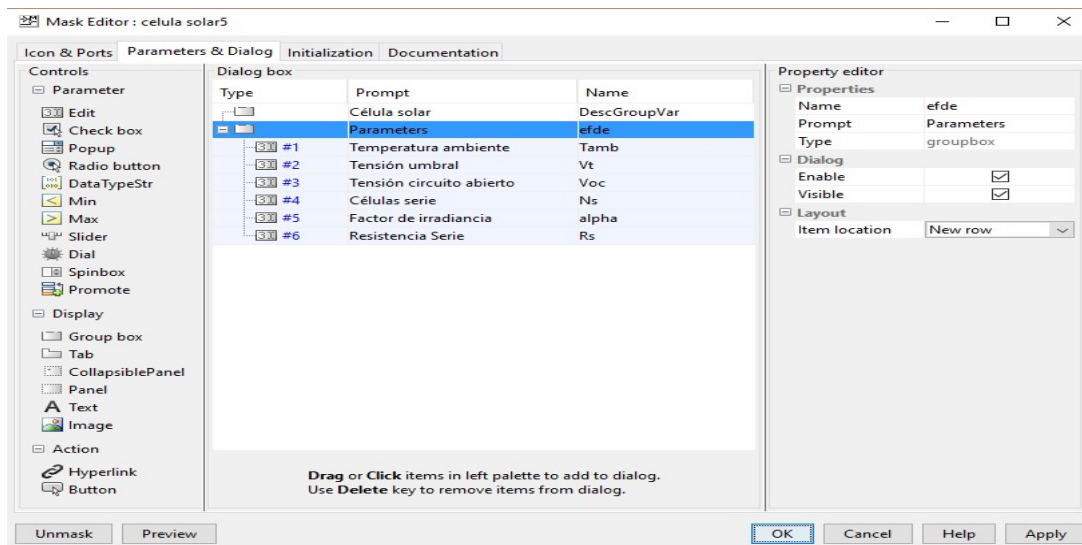 Mask Editor : celula solar5
Icon & Ports Parameters & Dialog Initialization Documentation
Controls
Parameter
Edit
Check box
Popup
Radio button
DataTypeStr
Min
Max
Slider
Dial
Spinbox
Promote
Display
Group box
Tab
CollapsiblePanel
Panel
A Text
Image
Action
Hyperlink
Button
Dialog box
Type Prompt Name
Célula solar DescGroupVar
Parameters efde
#1 Temperatura ambiente Tamb
#2 Tensión umbral Vt
#3 Tensión circuito abierto Voc
#4 Células serie Ns
#5 Factor de irradiancia alpha
#6 Resistencia Serie Rs
Drag or Click items in left palette to add to dialog.
Use Delete key to remove items from dialog.
Property editor
Properties
Name efde
Prompt Parameters
Type groupbox
Dialog
Enable
Visible
Layout
Item location New row
Unmask Preview OK Cancel Help Apply